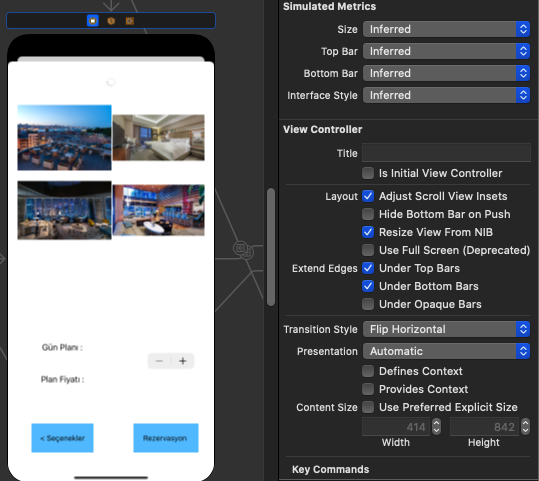 Simulated Metrics
Size Inferred
Top Bar Inferred
Bottom Bar Inferred
Interface Style Inferred
View Controller
Title
Is Initial View Controller
Layout Adjust Scroll View Insets
Hide Bottom Bar on Push
Resize View From NIB
Use Full Screen (Deprecated)
Extend Edges Under Top Bars
Under Bottom Bars
Under Opaque Bars
Transition Style Flip Horizontal
Presentation Automatic
Defines Context
Provides Context
Content Size Use Preferred Explicit Size
414 842
Width Height
Key Commands
Gün Planı :
− +
Plan Fiyatı :
< Seçenekler Rezervasyon